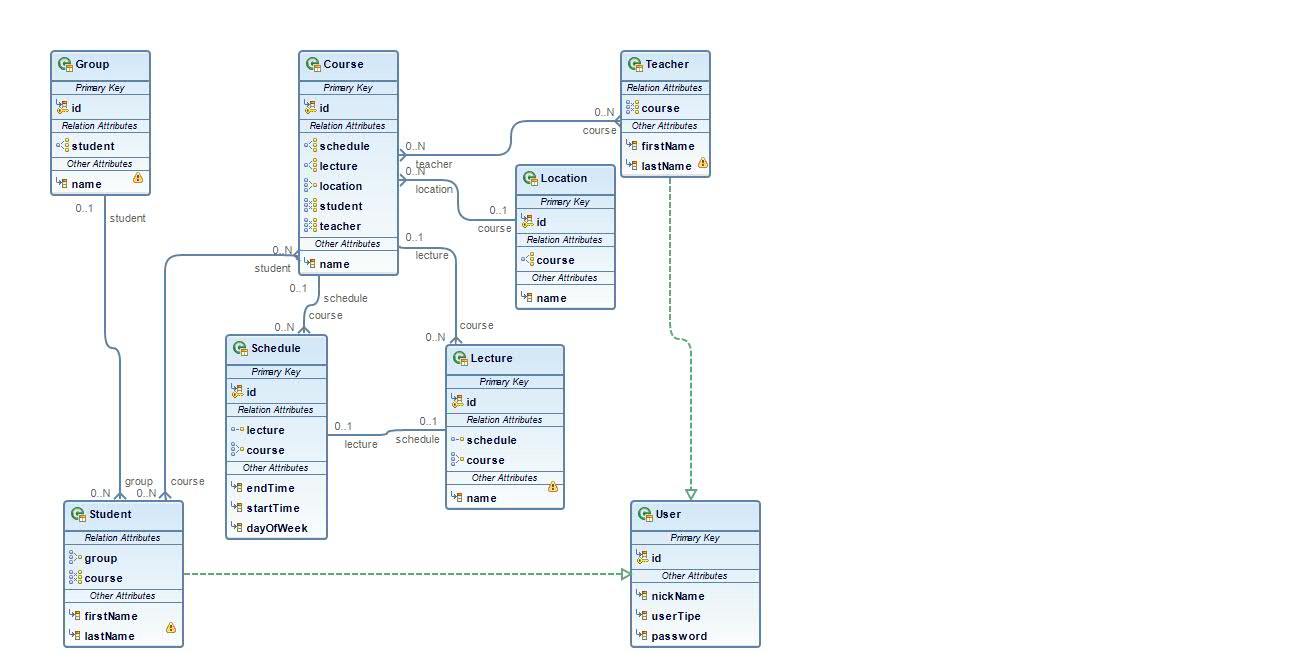 Group
Primary Key
id
Relation Attributes
student
Other Attributes
name
0..1
student
Course
Primary Key
id
Relation Attributes
schedule
lecture
location
student
teacher
Other Attributes
name
0..N
teacher
0..N
location
0..1
lecture
0..N
student
0..1
schedule
course
0..N
Teacher
Relation Attributes
course
Other Attributes
firstName
lastName
0..N
course
Location
Primary Key
id
Relation Attributes
course
Other Attributes
name
0..1
course
Schedule
Primary Key
id
Relation Attributes
lecture
course
Other Attributes
endTime
startTime
dayOfWeek
0..1
lecture
0..1
schedule
course
0..N
Lecture
Primary Key
id
Relation Attributes
schedule
course
Other Attributes
name
group
0..N
0..N
course
Student
Relation Attributes
group
course
Other Attributes
firstName
lastName
User
Primary Key
id
Other Attributes
nickName
userTipe
password